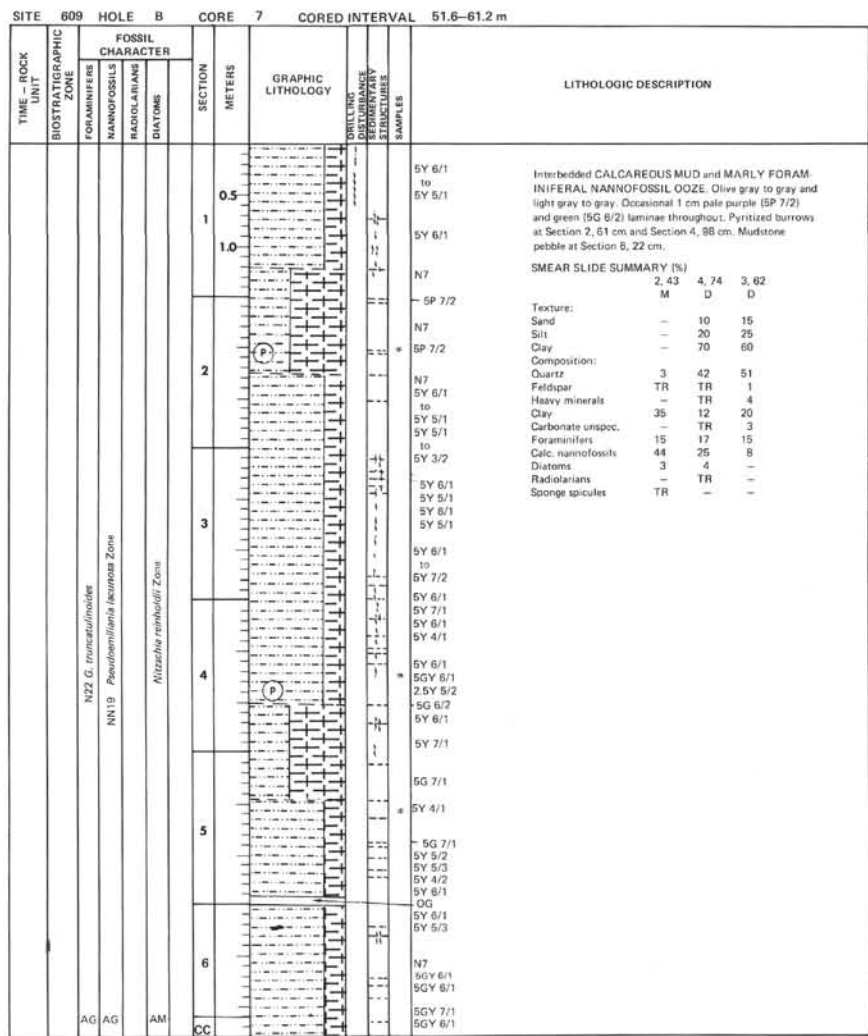 SITE 609 HOLE B CORE 7 CORED INTERVAL 51.6–61.2 m
TIME – ROCK UNIT
BIOSTRATIGRAPHIC ZONE
FOSSIL CHARACTER
FORAMINIFERS
NANNOFOSSILS
RADIOLARIANS
DIATOMS
SECTION
METERS
GRAPHIC LITHOLOGY
DRILLING DISTURBANCE
SEDIMENTARY STRUCTURES
SAMPLES
LITHOLOGIC DESCRIPTION
N22 G. truncatulinoides
NN19 Pseudoemiliania lacunosa Zone
Nitzschia reinholdii Zone
AG AG AM
1
0.5
1.0
2
3
4
5
6
CC
P
P
5Y 6/1
to
5Y 5/1
5Y 6/1
N7
5P 7/2
N7
* 5P 7/2
N7
5Y 6/1
to
5Y 5/1
5Y 5/1
to
5Y 3/2
5Y 6/1
5Y 5/1
5Y 6/1
5Y 5/1
5Y 6/1
to
5Y 7/2
5Y 6/1
5Y 7/1
5Y 6/1
5Y 4/1
5Y 6/1
* 5GY 6/1
2.5Y 5/2
5G 6/2
5Y 6/1
5Y 7/1
5G 7/1
* 5Y 4/1
5G 7/1
5Y 5/2
5Y 5/3
5Y 4/2
5Y 6/1
OG
5Y 6/1
5Y 5/3
N7
5GY 6/1
5GY 6/1
5GY 7/1
5GY 6/1
Interbedded CALCAREOUS MUD and MARLY FORAM-
INIFERAL NANNOFOSSIL OOZE. Olive gray to gray and
light gray to gray. Occasional 1 cm pale purple (5P 7/2)
and green (5G 6/2) laminae throughout. Pyritized burrows
at Section 2, 61 cm and Section 4, 98 cm. Mudstone
pebble at Section 6, 22 cm.
SMEAR SLIDE SUMMARY (%)
2, 43 4, 74 3, 62
M D D
Texture:
Sand – 10 15
Silt – 20 25
Clay – 70 60
Composition:
Quartz 3 42 51
Feldspar TR TR 1
Heavy minerals – TR 4
Clay 35 12 20
Carbonate unspec. – TR 3
Foraminifers 15 17 15
Calc. nannofossils 44 25 8
Diatoms 3 4 –
Radiolarians – TR –
Sponge spicules TR – –